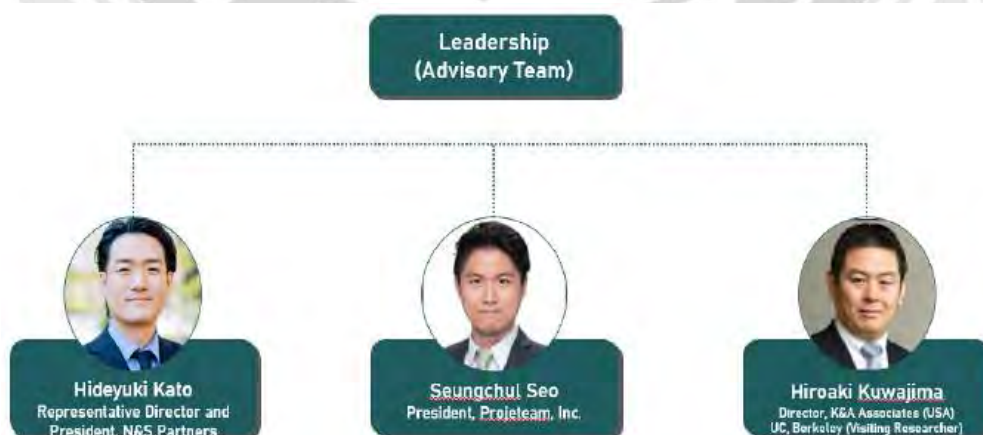 Leadership
(Advisory Team)
Hideyuki Kato
Representative Director and
President, N&S Partners
Seungchul Seo
President, Projeteam, Inc.
Hiroaki Kuwajima
Director, K&A Associates (USA)
UC, Berkeley (Visiting Researcher)